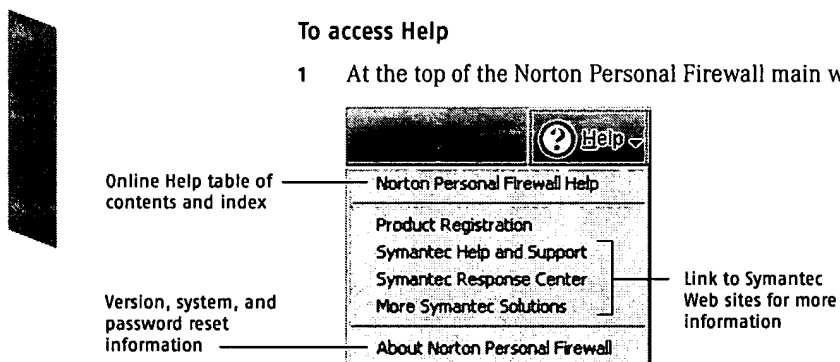 To access Help
1 At the top of the Norton Personal Firewall main
Help
Online Help table of
contents and index
Norton Personal Firewall Help
Product Registration
Symantec Help and Support
Symantec Response Center
More Symantec Solutions
Link to Symantec
Web sites for more
information
Version, system, and
password reset
information
About Norton Personal Firewall